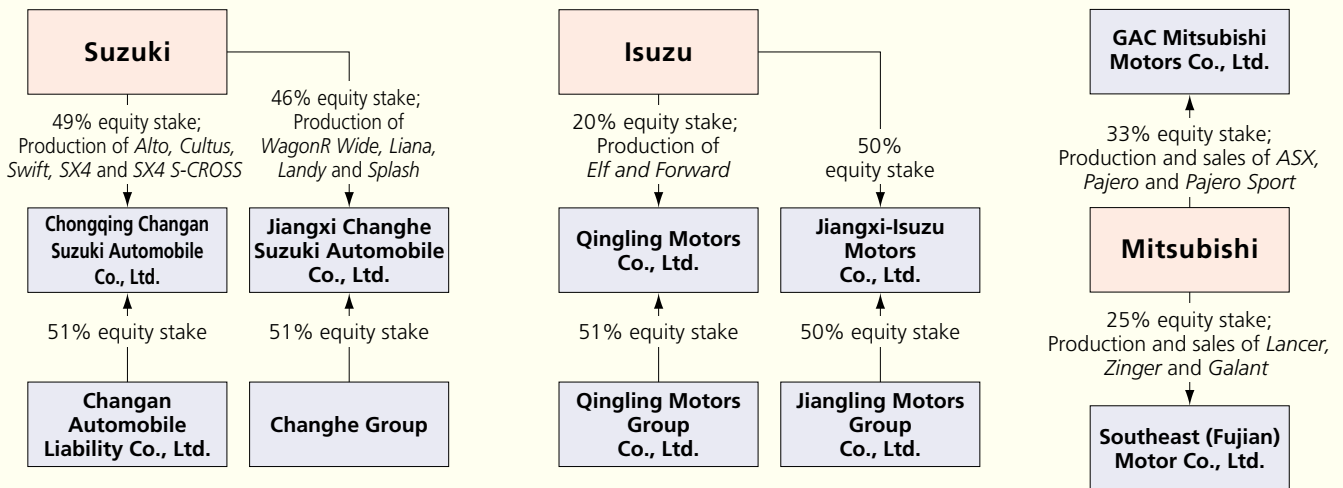 Suzuki
49% equity stake;
Production of Alto, Cultus,
Swift, SX4 and SX4 S-CROSS
46% equity stake;
Production of
WagonR Wide, Liana,
Landy and Splash
Chongqing Changan
Suzuki Automobile
Co., Ltd.
Jiangxi Changhe
Suzuki Automobile
Co., Ltd.
51% equity stake
51% equity stake
Changan
Automobile
Liability Co., Ltd.
Changhe Group
Isuzu
20% equity stake;
Production of
Elf and Forward
50%
equity stake
Qingling Motors
Co., Ltd.
Jiangxi-Isuzu
Motors
Co., Ltd.
51% equity stake
50% equity stake
Qingling Motors
Group
Co., Ltd.
Jiangling Motors
Group
Co., Ltd.
GAC Mitsubishi
Motors Co., Ltd.
33% equity stake;
Production and sales of ASX,
Pajero and Pajero Sport
Mitsubishi
25% equity stake;
Production and sales of Lancer,
Zinger and Galant
Southeast (Fujian)
Motor Co., Ltd.